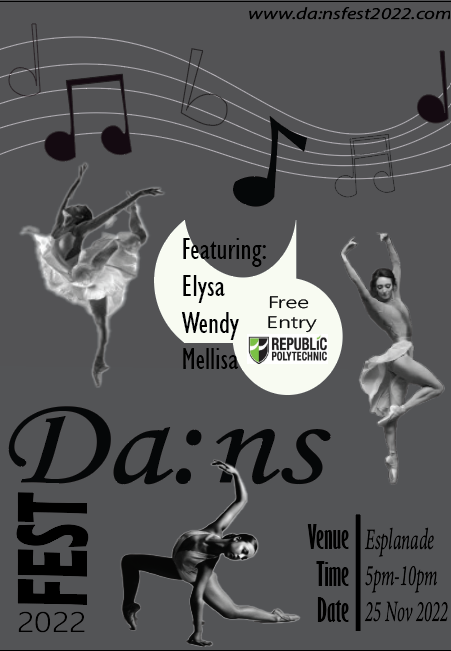 www.da:nsfest2022.com
Featuring:
Elysa
Wendy
Mellisa
Free
Entry
REPUBLIC
POLYTECHNIC
Da:ns
FEST
2022
Venue Esplanade
Time 5pm-10pm
Date 25 Nov 2022